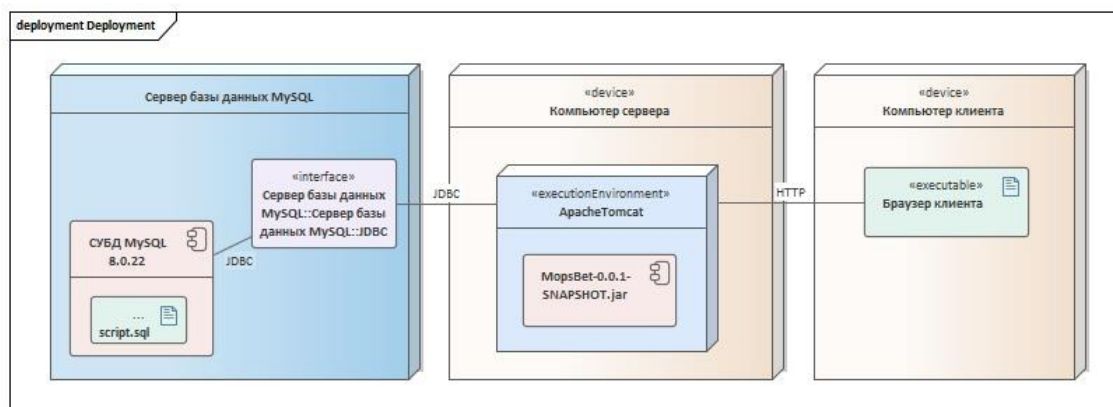 deployment Deployment
Сервер базы данных MySQL
«interface»
Сервер базы данных
MySQL::Сервер базы
данных MySQL::JDBC
JDBC
СУБД MySQL
8.0.22
...
script.sql
JDBC
«device»
Компьютер сервера
«executionEnvironment»
ApacheTomcat
MopsBet-0.0.1-
SNAPSHOT.jar
HTTP
«device»
Компьютер клиента
«executable»
Браузер клиента